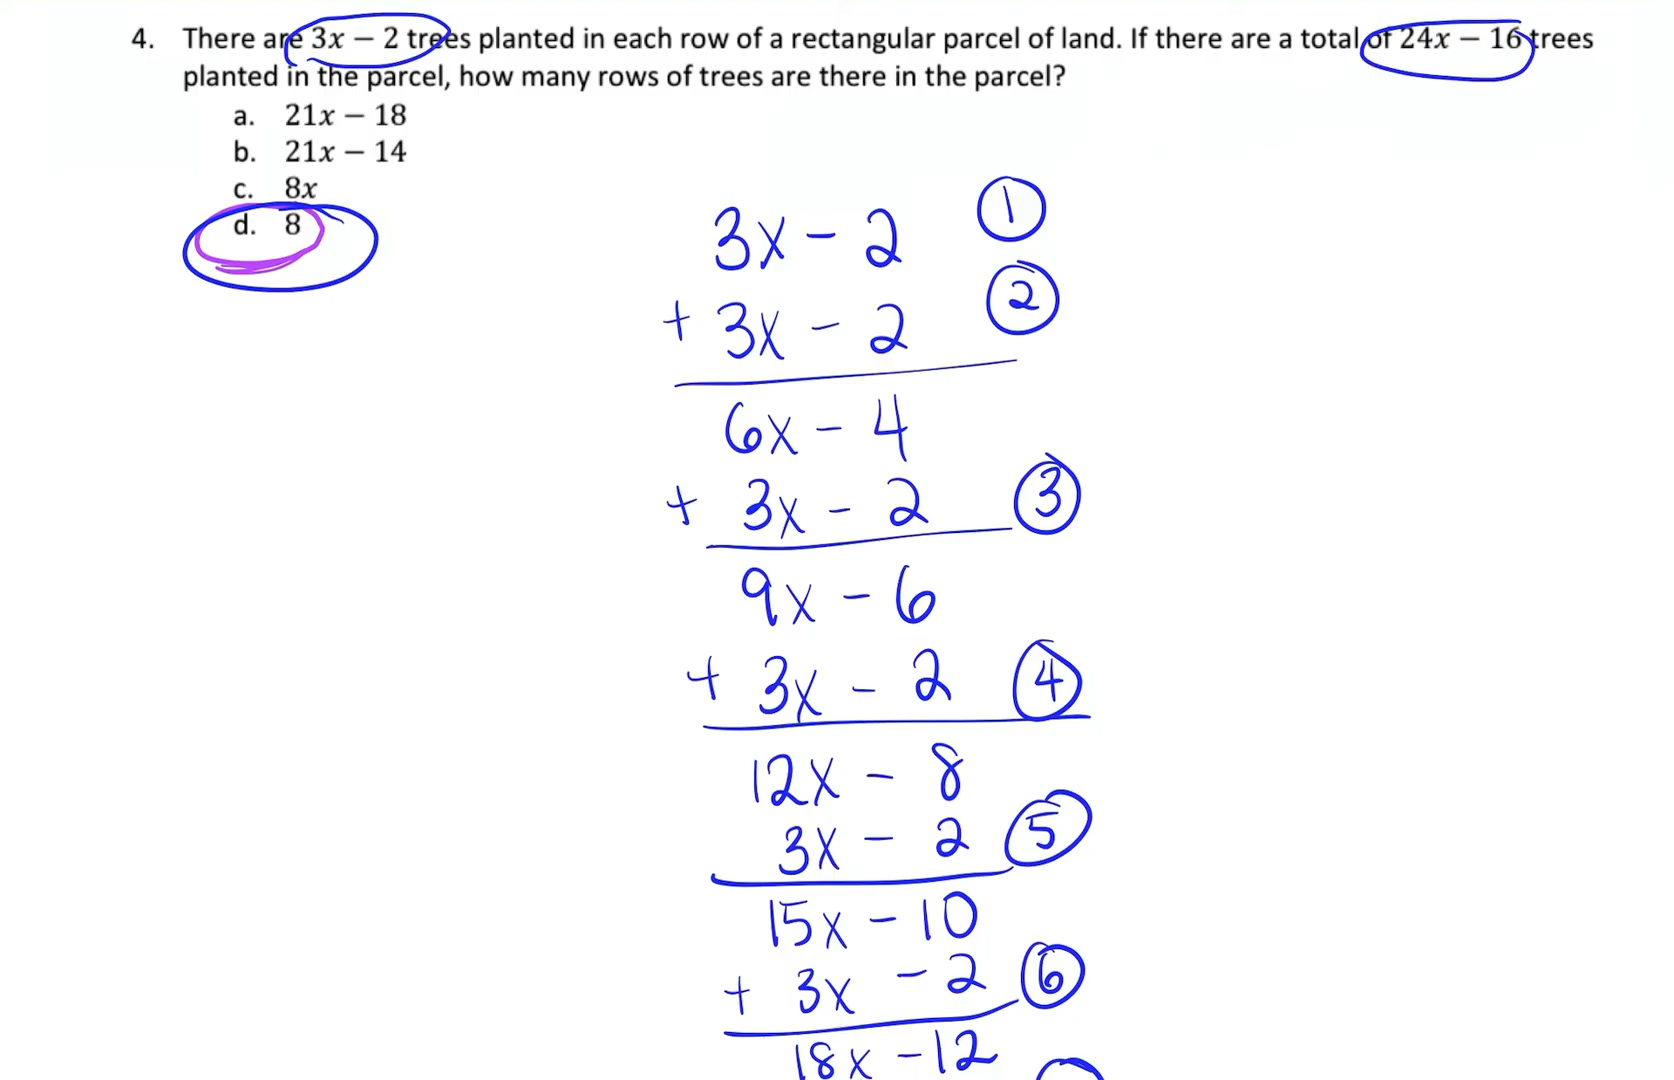 4. There are 3x − 2 trees planted in each row of a rectangular parcel of land. If there are a total of 24x − 16 trees
planted in the parcel, how many rows of trees are there in the parcel?
a. 21x − 18
b. 21x − 14
c. 8x
d. 8
3x − 2 1
+ 3x − 2 2
6x − 4
+ 3x − 2 3
9x − 6
+ 3x − 2 4
12x − 8
3x − 2 5
15x − 10
+ 3x − 2 6
18x − 12